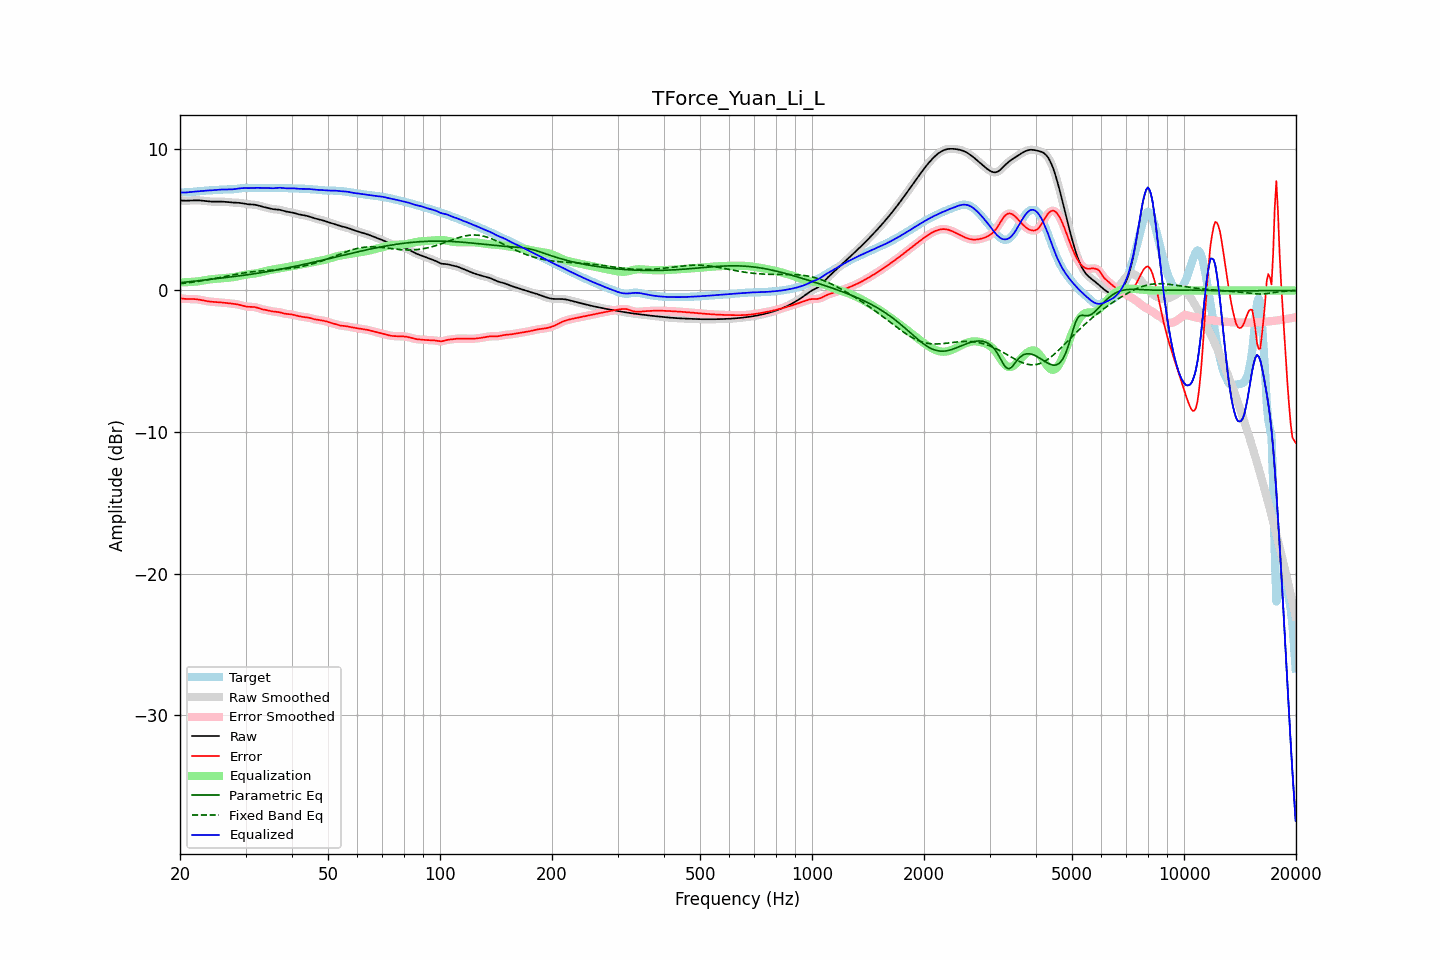 TForce_Yuan_Li_L
10
0
−10
−20
−30
Amplitude (dBr)
Target
Raw Smoothed
Error Smoothed
Raw
Error
Equalization
Parametric Eq
Fixed Band Eq
Equalized
20 50 100 200 500 1000 2000 5000 10000 20000
Frequency (Hz)